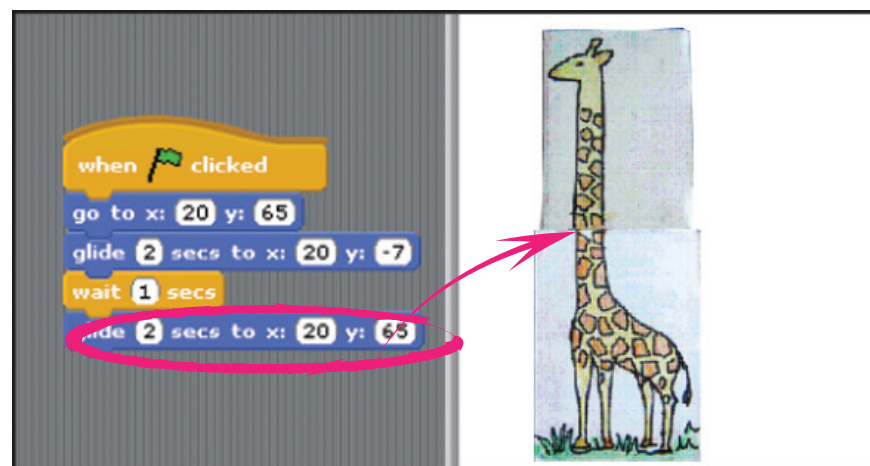 when clicked
go to x: 20 y: 65
glide 2 secs to x: 20 y: -7
wait 1 secs
glide 2 secs to x: 20 y: 65